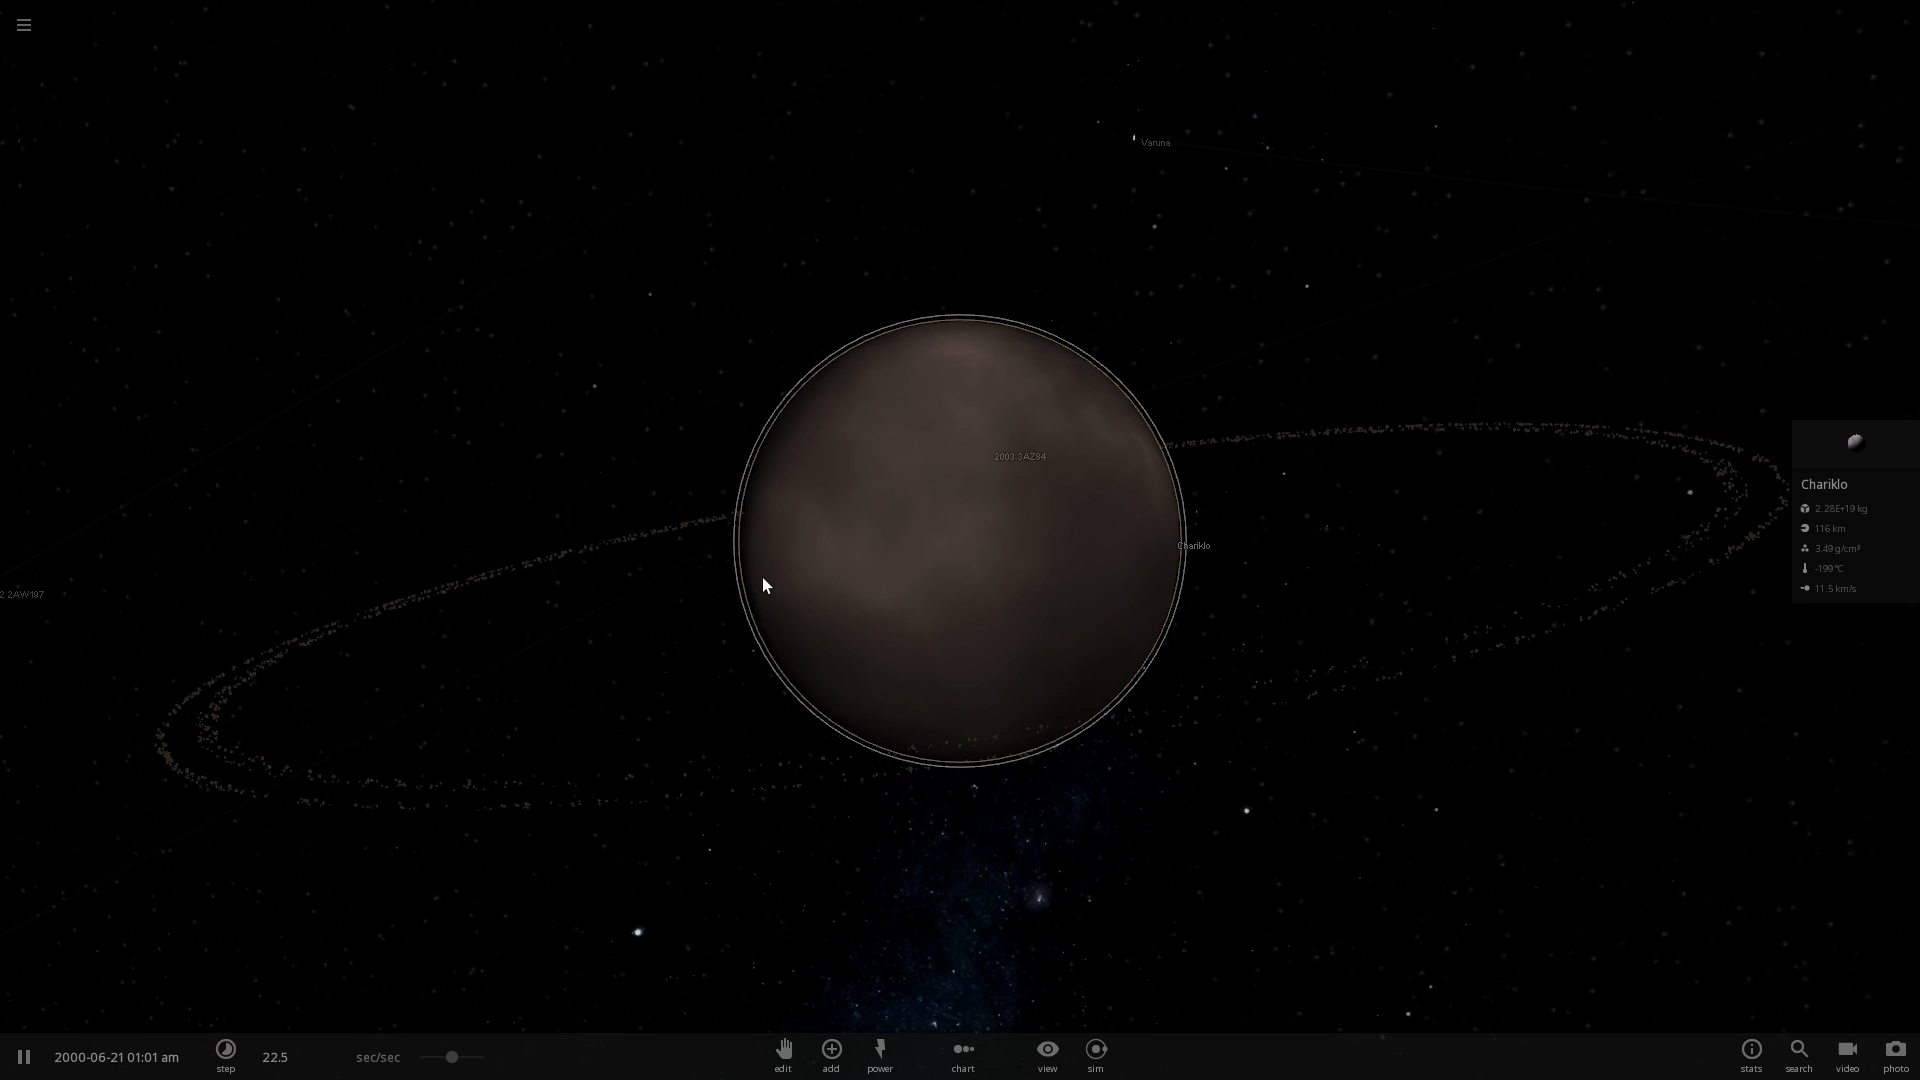 Varuna
2003 3AZ84
Chariklo
Chariklo
2.28E+19 kg
116 km
3.49 g/cm³
-199 °C
11.5 km/s
2 2AW197
2000-06-21 01:01 am
step
22.5
sec/sec
edit
add
power
chart
view
sim
stats
search
video
photo